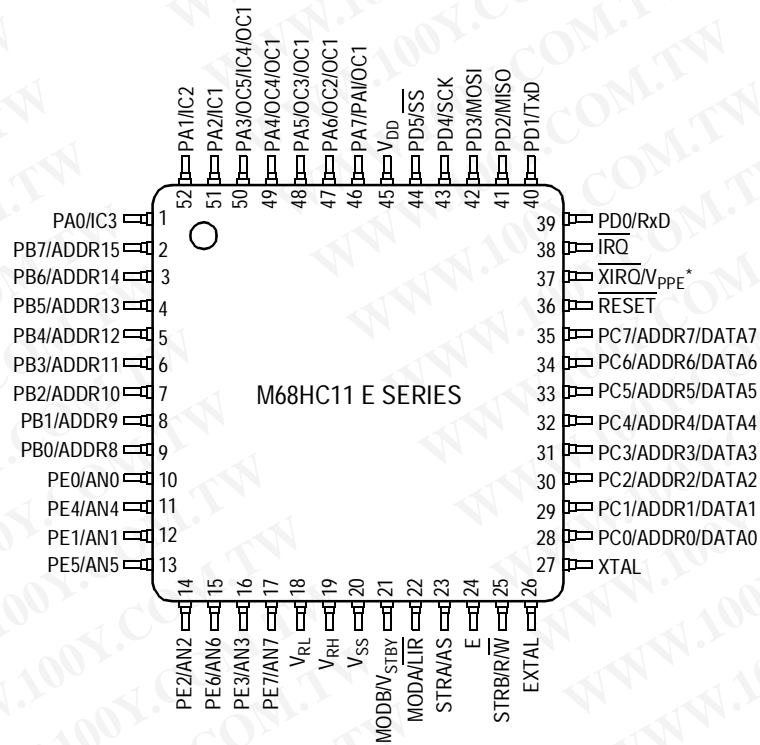 PA1/IC2
PA2/IC1
PA3/OC5/IC4/OC1
PA4/OC4/OC1
PA5/OC3/OC1
PA6/OC2/OC1
PA7/PAI/OC1
VDD
PD5/SS
PD4/SCK
PD3/MOSI
PD2/MISO
PD1/TxD
52
51
50
49
48
47
46
45
44
43
42
41
40
PA0/IC3 1
PB7/ADDR15 2
PB6/ADDR14 3
PB5/ADDR13 4
PB4/ADDR12 5
PB3/ADDR11 6
PB2/ADDR10 7
PB1/ADDR9 8
PB0/ADDR8 9
PE0/AN0 10
PE4/AN4 11
PE1/AN1 12
PE5/AN5 13
M68HC11 E SERIES
39 PD0/RxD
38 IRQ
37 XIRQ/VPPE*
36 RESET
35 PC7/ADDR7/DATA7
34 PC6/ADDR6/DATA6
33 PC5/ADDR5/DATA5
32 PC4/ADDR4/DATA4
31 PC3/ADDR3/DATA3
30 PC2/ADDR2/DATA2
29 PC1/ADDR1/DATA1
28 PC0/ADDR0/DATA0
27 XTAL
14
15
16
17
18
19
20
21
22
23
24
25
26
PE2/AN2
PE6/AN6
PE3/AN3
PE7/AN7
VRL
VRH
VSS
MODB/VSTBY
MODA/LIR
STRA/AS
E
STRB/R/W
EXTAL
WWW.100Y.COM.TW